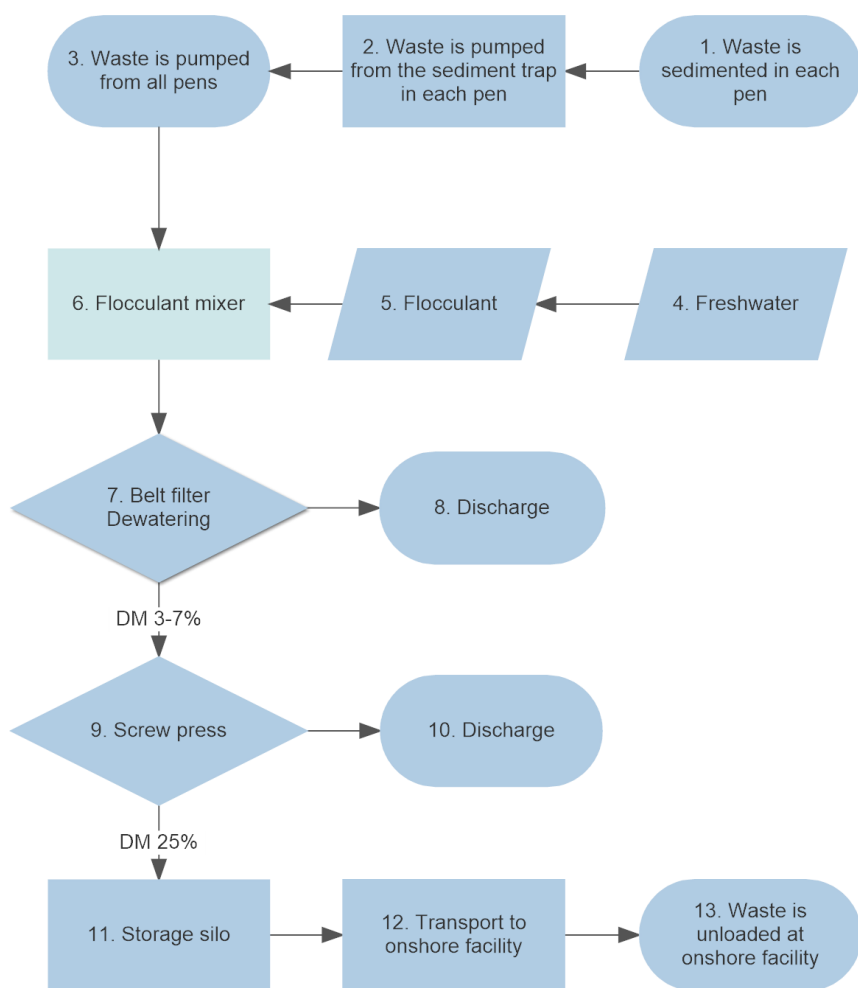 3. Waste is pumped
from all pens
2. Waste is pumped
from the sediment trap
in each pen
1. Waste is
sedimented in each
pen
6. Flocculant mixer
5. Flocculant
4. Freshwater
7. Belt filter
Dewatering
8. Discharge
DM 3-7%
9. Screw press
10. Discharge
DM 25%
11. Storage silo
12. Transport to
onshore facility
13. Waste is
unloaded at
onshore facility